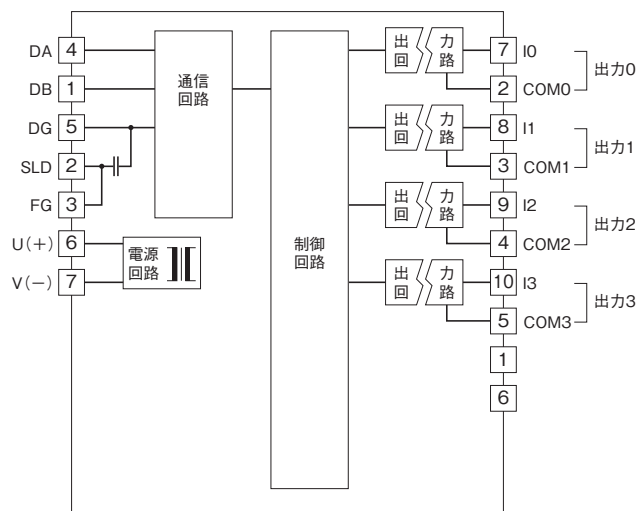 DA 4
DB 1
DG 5
SLD 2
FG 3
U(+) 6
V(−) 7
通信
回路
電源
回路
制御
回路
出 力
回 路
7 I0
2 COM0
出力0
出 力
回 路
8 I1
3 COM1
出力1
出 力
回 路
9 I2
4 COM2
出力2
出 力
回 路
10 I3
5 COM3
出力3
1
6